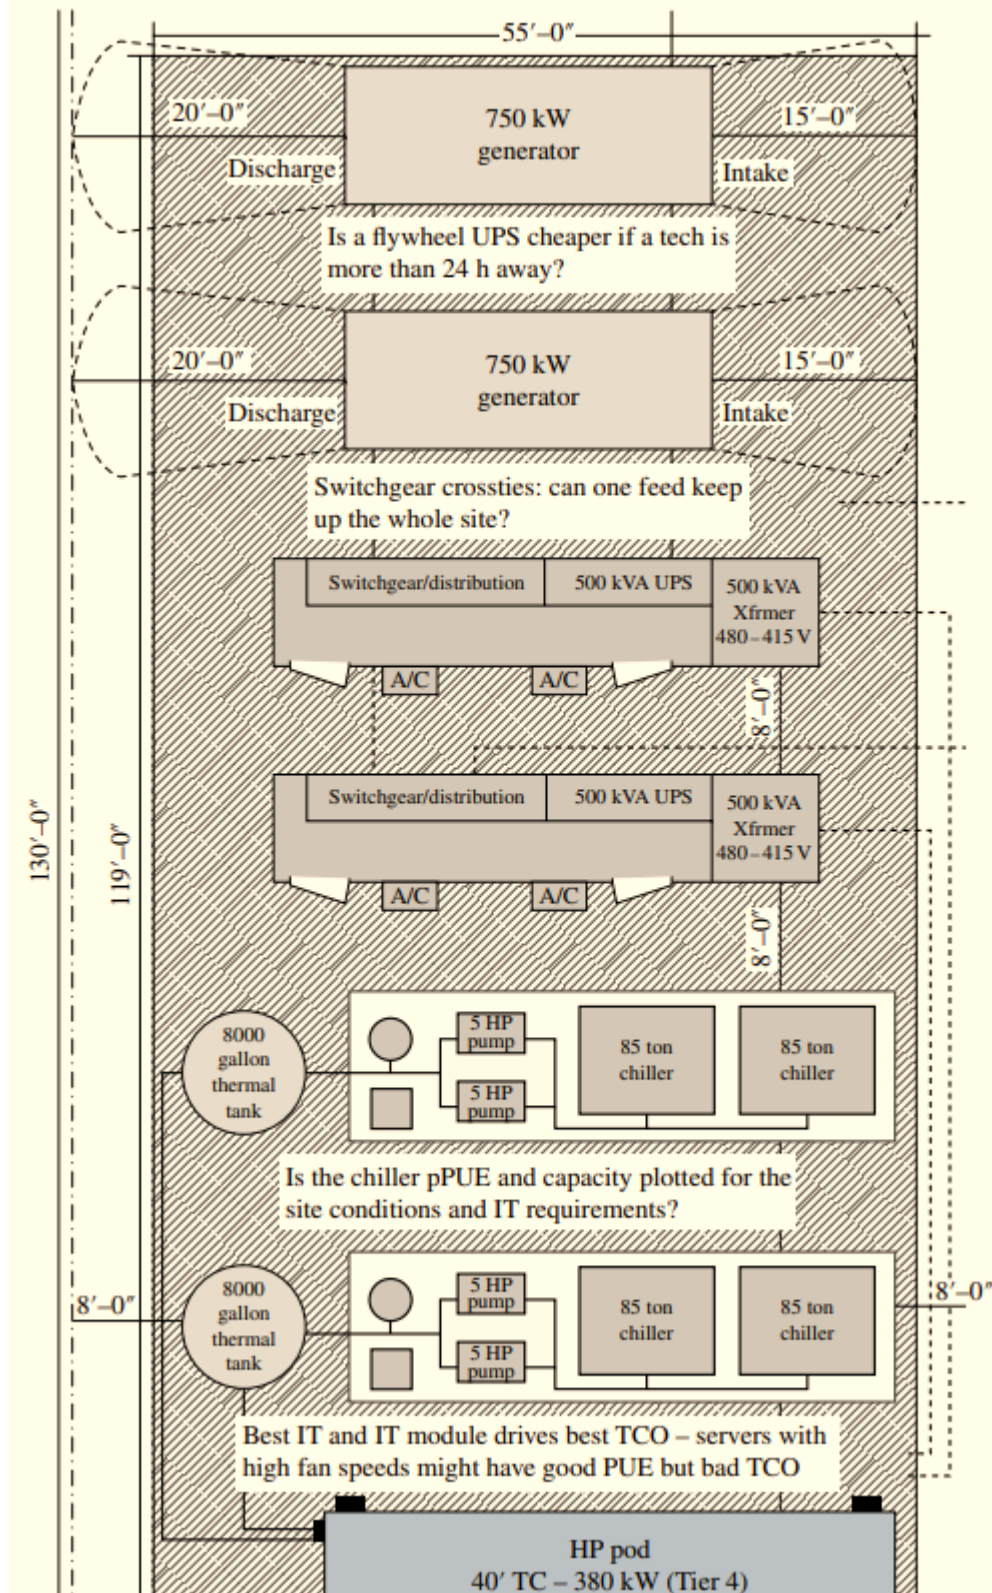 55′–0″
20′–0″
750 kW
generator
15′–0″
Discharge
Intake
Is a flywheel UPS cheaper if a tech is
more than 24 h away?
20′–0″
750 kW
generator
15′–0″
Discharge
Intake
Switchgear crossties: can one feed keep
up the whole site?
Switchgear/distribution
500 kVA UPS
500 kVA
Xfrmer
480–415 V
A/C
A/C
8′–0″
130′–0″
119′–0″
Switchgear/distribution
500 kVA UPS
500 kVA
Xfrmer
480–415 V
A/C
A/C
8′–0″
8000
gallon
thermal
tank
5 HP
pump
5 HP
pump
85 ton
chiller
85 ton
chiller
Is the chiller pPUE and capacity plotted for the
site conditions and IT requirements?
8′–0″
8000
gallon
thermal
tank
5 HP
pump
5 HP
pump
85 ton
chiller
85 ton
chiller
8′–0″
Best IT and IT module drives best TCO – servers with
high fan speeds might have good PUE but bad TCO
HP pod
40′ TC – 380 kW (Tier 4)